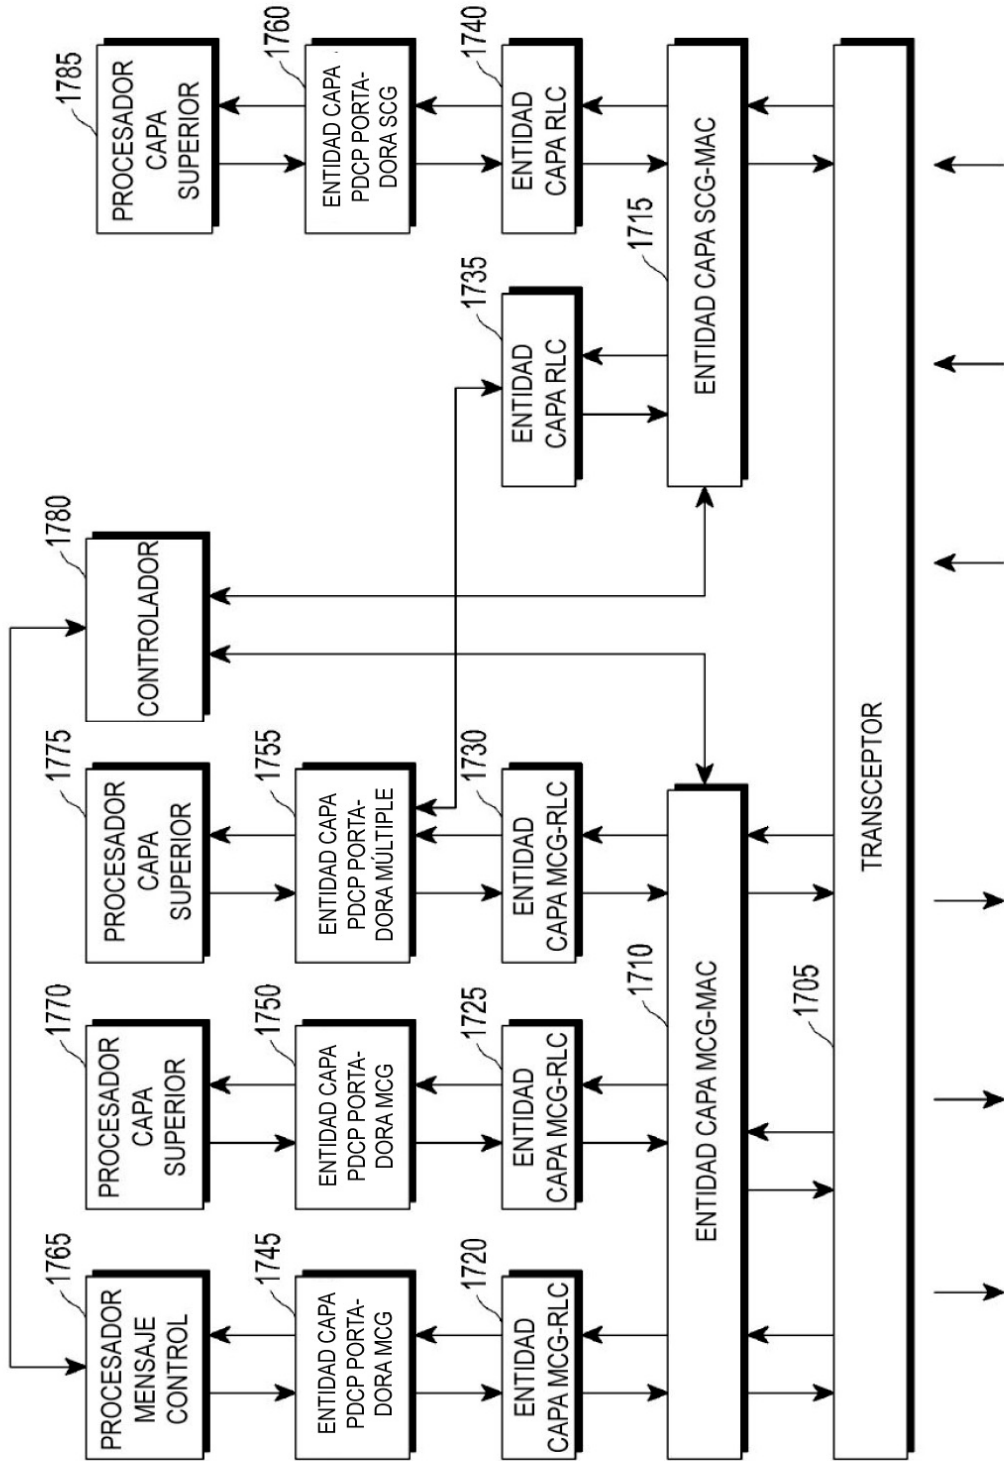 1765
PROCESADOR
MENSAJE
CONTROL
1770
PROCESADOR
CAPA
SUPERIOR
1775
PROCESADOR
CAPA
SUPERIOR
1780
CONTROLADOR
1785
PROCESADOR
CAPA
SUPERIOR
1745
ENTIDAD CAPA
PDCP PORTA-
DORA MCG
1750
ENTIDAD CAPA
PDCP PORTA-
DORA MCG
1755
ENTIDAD CAPA
PDCP PORTA-
DORA MÚLTIPLE
1760
ENTIDAD CAPA
PDCP PORTA-
DORA SCG
1720
ENTIDAD
CAPA MCG-RLC
1725
ENTIDAD
CAPA MCG-RLC
1730
ENTIDAD
CAPA MCG-RLC
1735
ENTIDAD
CAPA RLC
1740
ENTIDAD
CAPA RLC
1710
ENTIDAD CAPA MCG-MAC
1715
ENTIDAD CAPA SCG-MAC
1705
TRANSCEPTOR